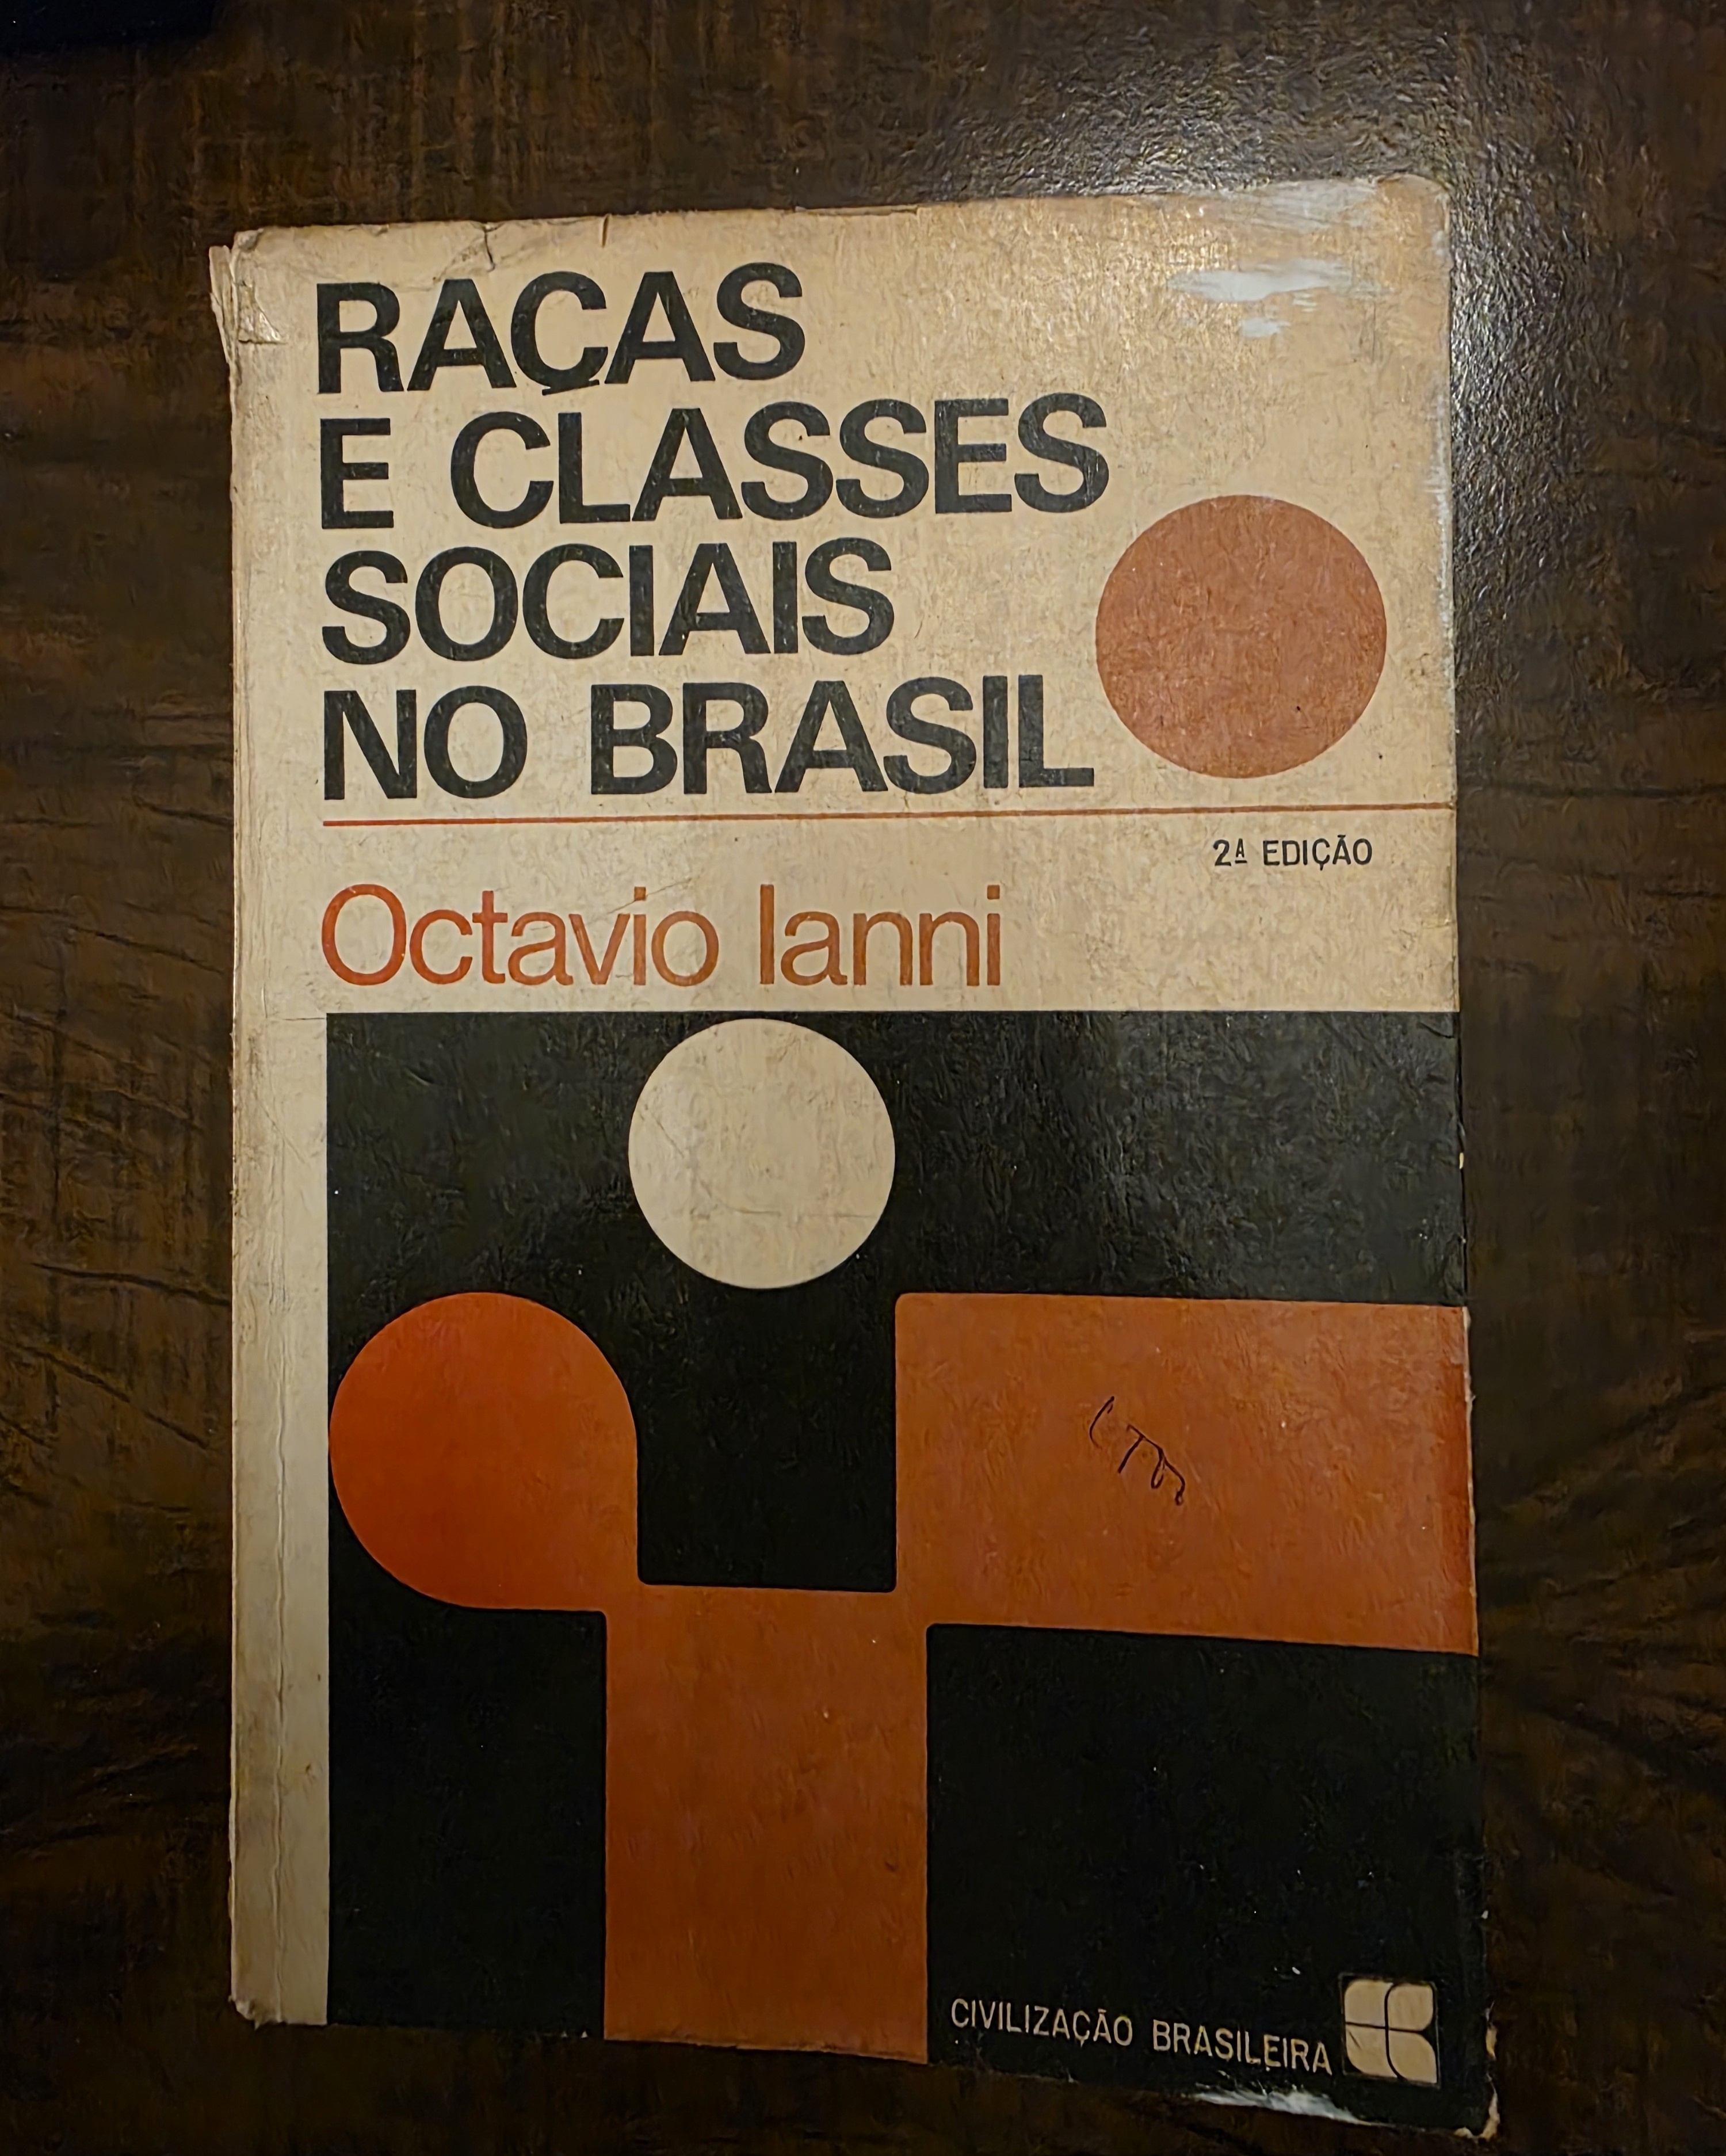 RAÇAS
E CLASSES
SOCIAIS
NO BRASIL
2ª EDIÇÃO
Octavio Ianni
CIVILIZAÇÃO BRASILEIRA